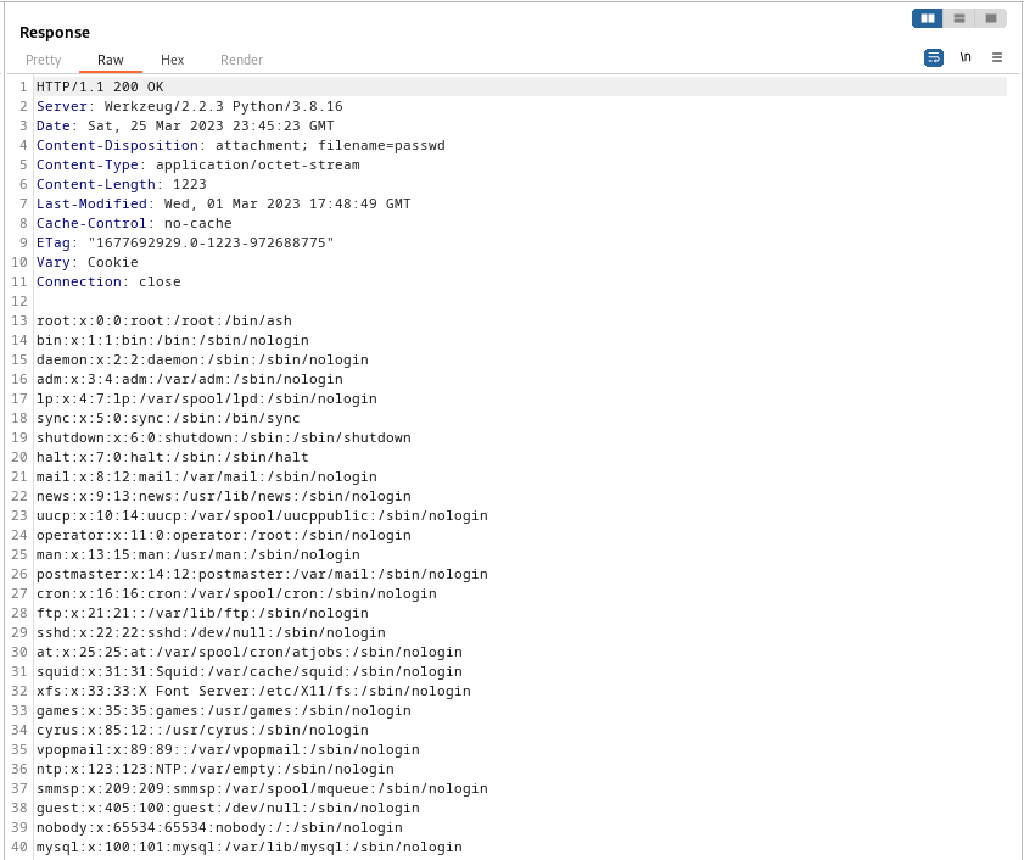 Response
Pretty Raw Hex Render \n
1 HTTP/1.1 200 OK
2 Server: Werkzeug/2.2.3 Python/3.8.16
3 Date: Sat, 25 Mar 2023 23:45:23 GMT
4 Content-Disposition: attachment; filename=passwd
5 Content-Type: application/octet-stream
6 Content-Length: 1223
7 Last-Modified: Wed, 01 Mar 2023 17:48:49 GMT
8 Cache-Control: no-cache
9 ETag: "1677692929.0-1223-972688775"
10 Vary: Cookie
11 Connection: close
12
13 root:x:0:0:root:/root:/bin/ash
14 bin:x:1:1:bin:/bin:/sbin/nologin
15 daemon:x:2:2:daemon:/sbin:/sbin/nologin
16 adm:x:3:4:adm:/var/adm:/sbin/nologin
17 lp:x:4:7:lp:/var/spool/lpd:/sbin/nologin
18 sync:x:5:0:sync:/sbin:/bin/sync
19 shutdown:x:6:0:shutdown:/sbin:/sbin/shutdown
20 halt:x:7:0:halt:/sbin:/sbin/halt
21 mail:x:8:12:mail:/var/mail:/sbin/nologin
22 news:x:9:13:news:/usr/lib/news:/sbin/nologin
23 uucp:x:10:14:uucp:/var/spool/uucppublic:/sbin/nologin
24 operator:x:11:0:operator:/root:/sbin/nologin
25 man:x:13:15:man:/usr/man:/sbin/nologin
26 postmaster:x:14:12:postmaster:/var/mail:/sbin/nologin
27 cron:x:16:16:cron:/var/spool/cron:/sbin/nologin
28 ftp:x:21:21::/var/lib/ftp:/sbin/nologin
29 sshd:x:22:22:sshd:/dev/null:/sbin/nologin
30 at:x:25:25:at:/var/spool/cron/atjobs:/sbin/nologin
31 squid:x:31:31:Squid:/var/cache/squid:/sbin/nologin
32 xfs:x:33:33:X Font Server:/etc/X11/fs:/sbin/nologin
33 games:x:35:35:games:/usr/games:/sbin/nologin
34 cyrus:x:85:12::/usr/cyrus:/sbin/nologin
35 vpopmail:x:89:89::/var/vpopmail:/sbin/nologin
36 ntp:x:123:123:NTP:/var/empty:/sbin/nologin
37 smmsp:x:209:209:smmsp:/var/spool/mqueue:/sbin/nologin
38 guest:x:405:100:guest:/dev/null:/sbin/nologin
39 nobody:x:65534:65534:nobody:/:/sbin/nologin
40 mysql:x:100:101:mysql:/var/lib/mysql:/sbin/nologin